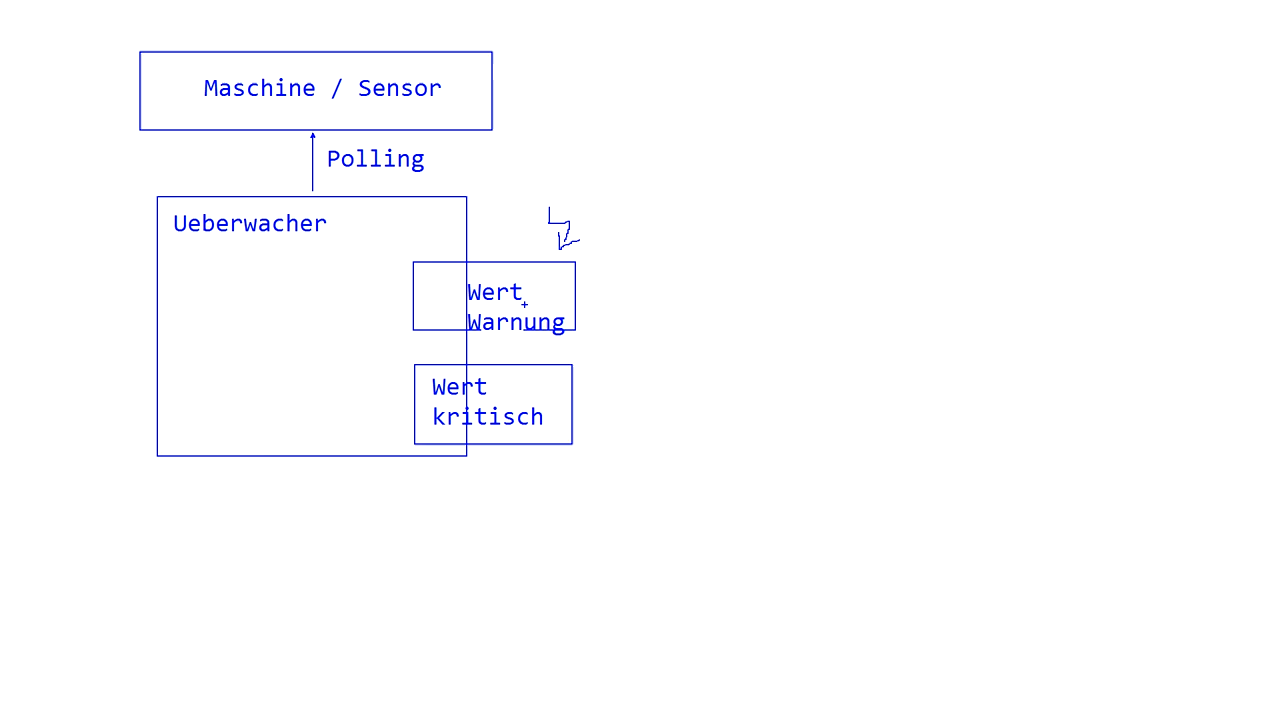 Maschine / Sensor
Polling
Ueberwacher
Wert
Warnung
Wert
kritisch